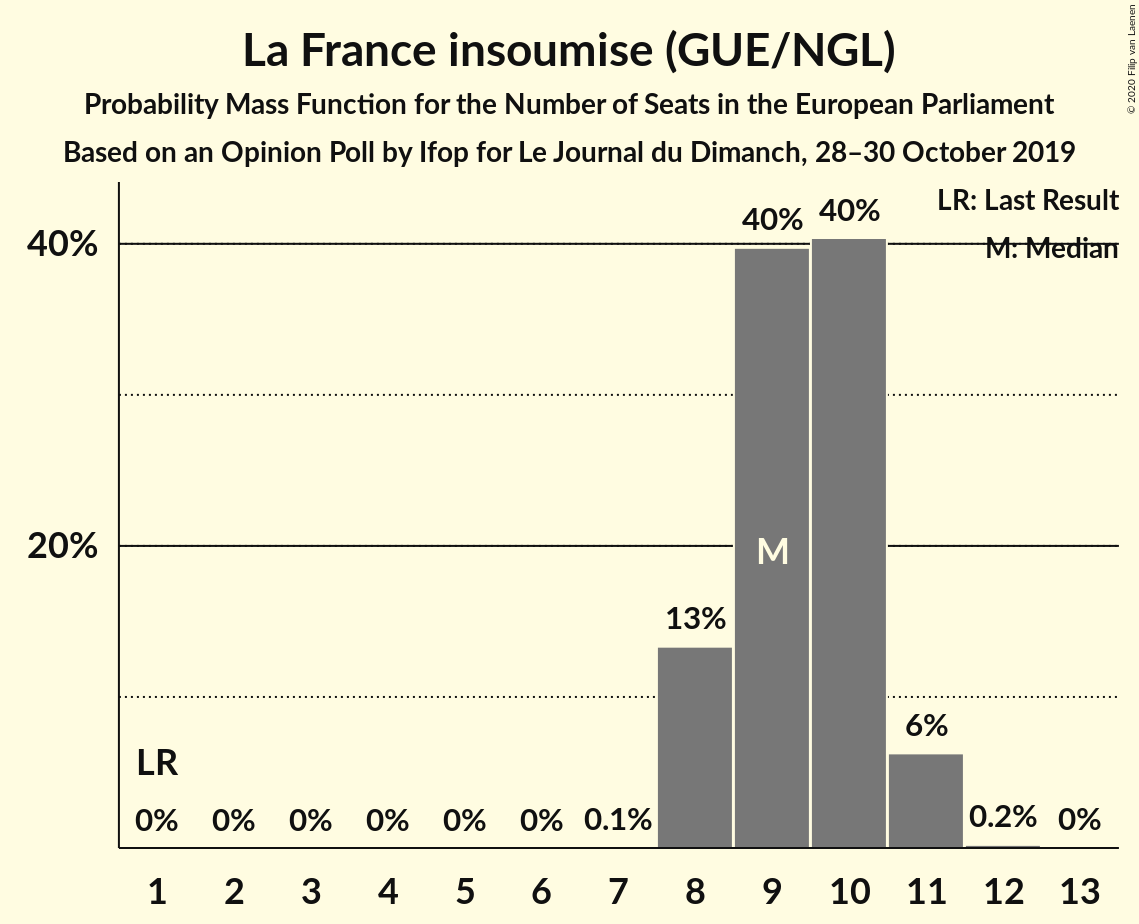 La France insoumise (GUE/NGL)
Probability Mass Function for the Number of Seats in the European Parliament
Based on an Opinion Poll by Ifop for Le Journal du Dimanch, 28–30 October 2019
© 2020 Filip van Laenen
LR: Last Result
M: Median
40%
20%
40% 40%
M
13%
6%
LR
0% 0% 0% 0% 0% 0% 0.1% 0.2% 0%
1 2 3 4 5 6 7 8 9 10 11 12 13